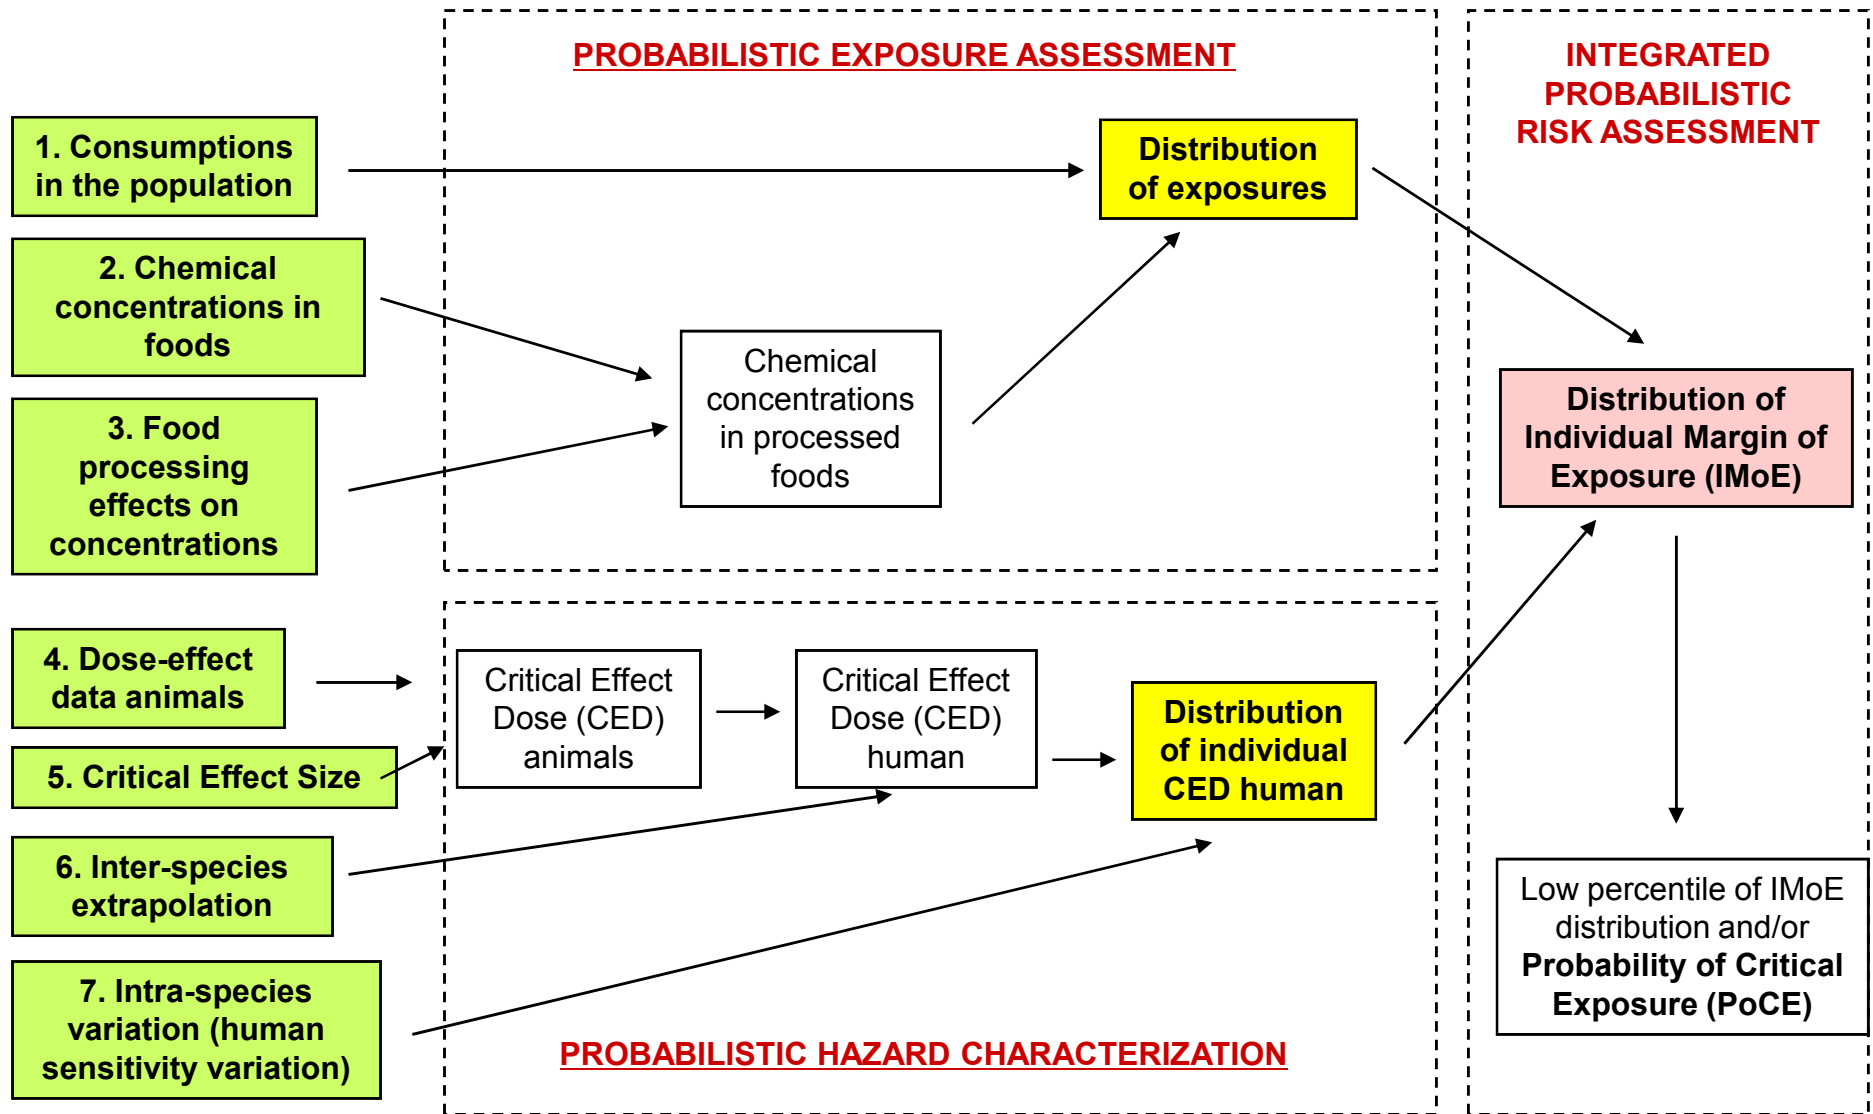 PROBABILISTIC EXPOSURE ASSESSMENT
INTEGRATED
PROBABILISTIC
RISK ASSESSMENT
1. Consumptions
in the population
Distribution
of exposures
2. Chemical
concentrations in
foods
Chemical
concentrations
in processed
foods
3. Food
processing
effects on
concentrations
Distribution of
Individual Margin of
Exposure (IMoE)
4. Dose-effect
data animals
Critical Effect
Dose (CED)
animals
Critical Effect
Dose (CED)
human
Distribution
of individual
CED human
5. Critical Effect Size
6. Inter-species
extrapolation
Low percentile of IMoE
distribution and/or
Probability of Critical
Exposure (PoCE)
7. Intra-species
variation (human
sensitivity variation)
PROBABILISTIC HAZARD CHARACTERIZATION